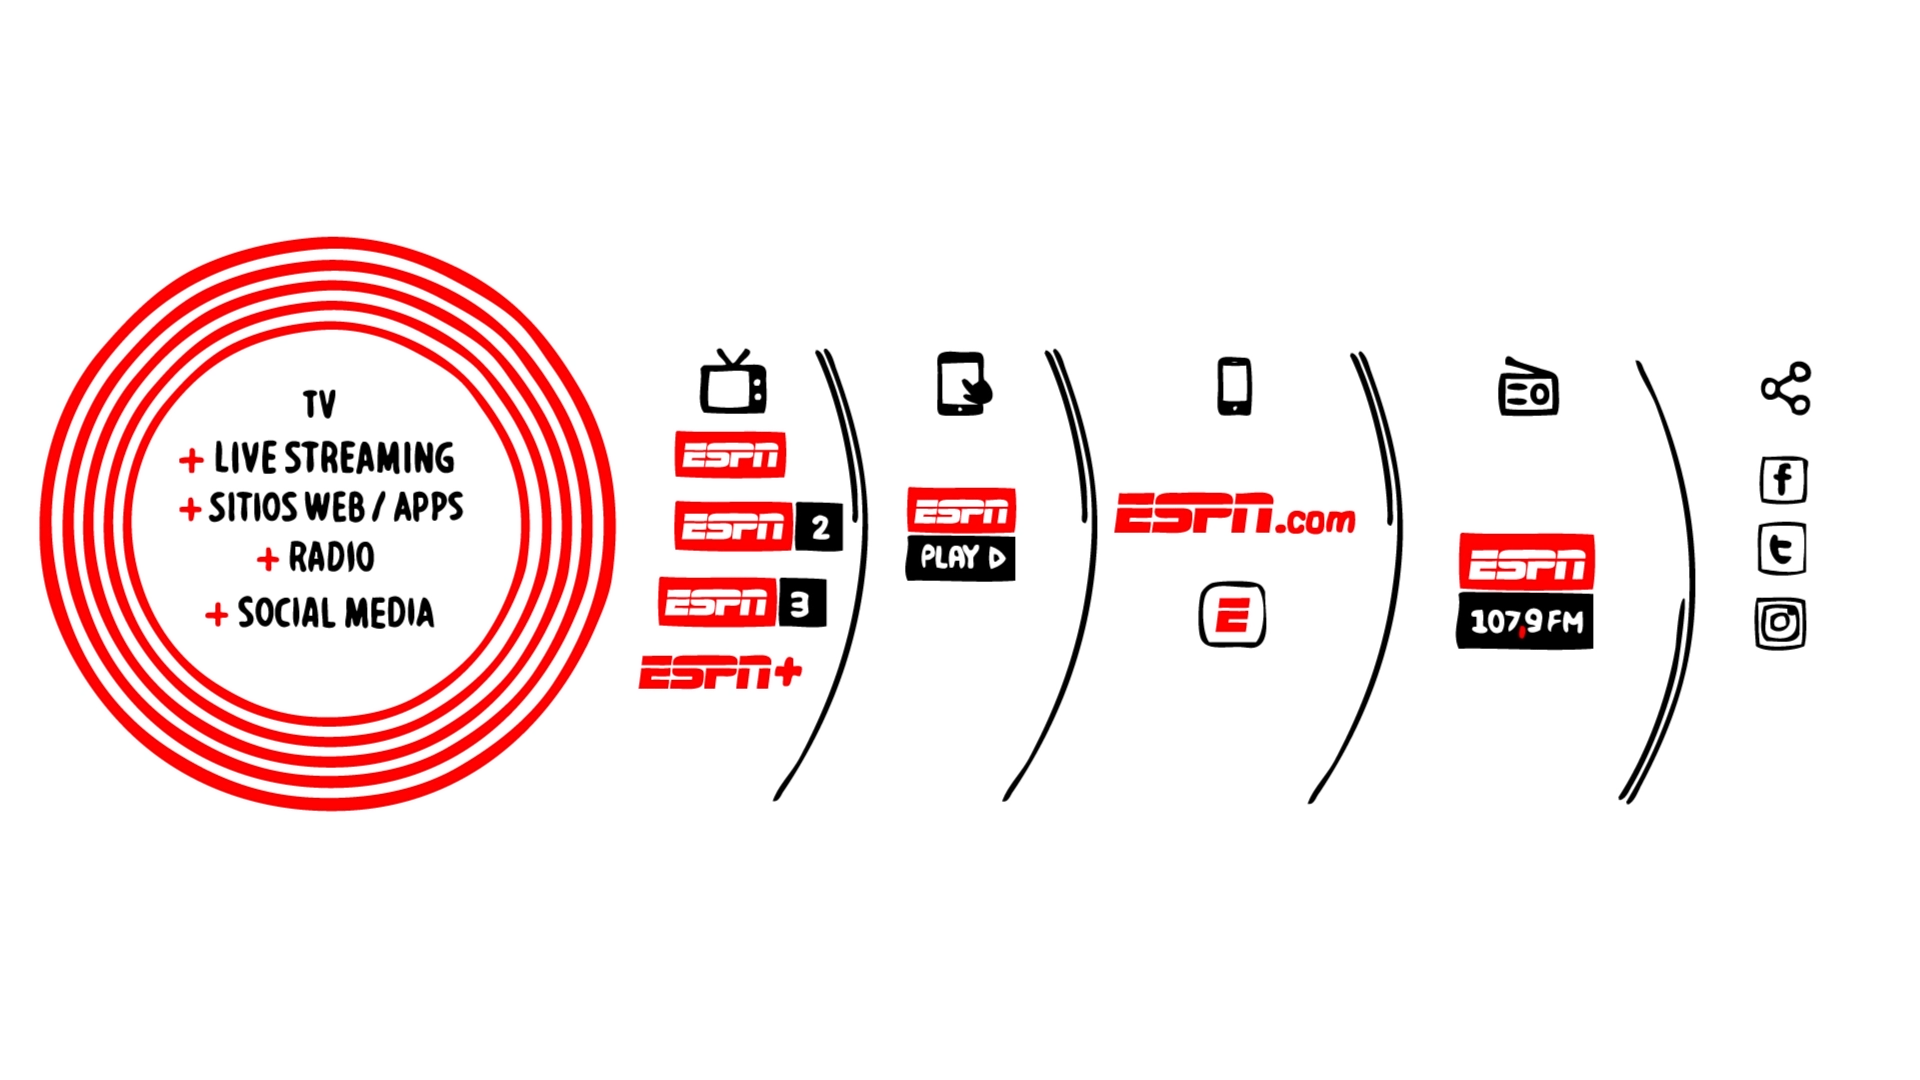 TV
+ LIVE STREAMING
+ SITIOS WEB / APPS
+ RADIO
+ SOCIAL MEDIA
ESPN
ESPN 2
ESPN 3
ESPN+
ESPN
PLAY
ESPN.com
E
ESPN
107,9 FM